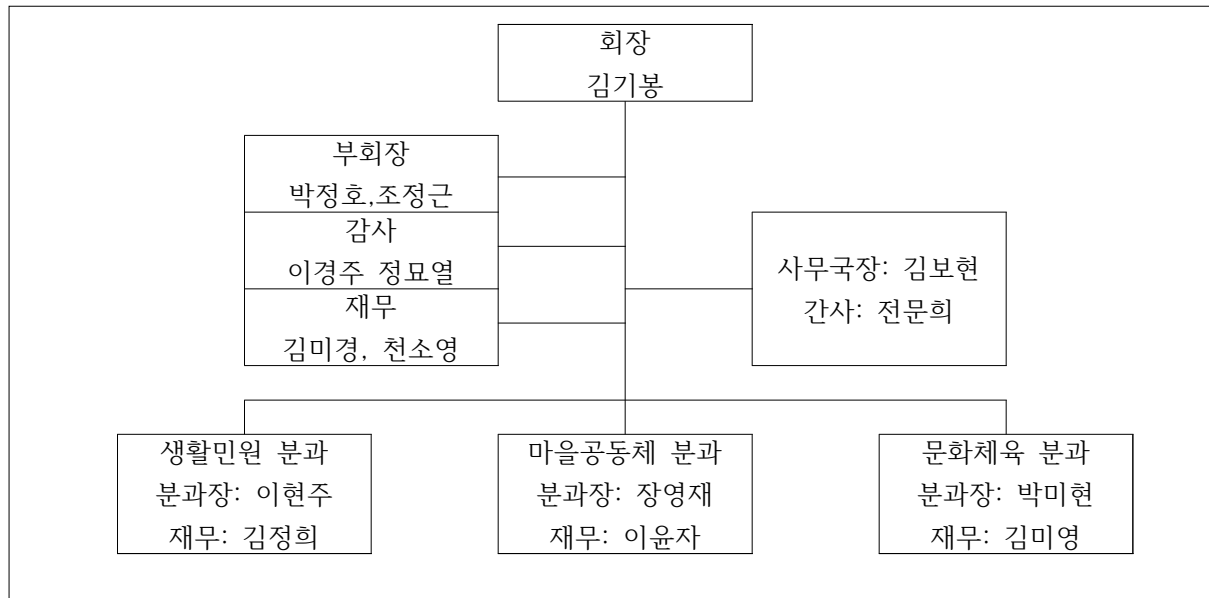 회장
김기봉
부회장
박정호,조정근
감사
이경주 정묘열
재무
김미경, 천소영
사무국장: 김보현
간사: 전문희
생활민원 분과
분과장: 이현주
재무: 김정희
마을공동체 분과
분과장: 장영재
재무: 이윤자
문화체육 분과
분과장: 박미현
재무: 김미영